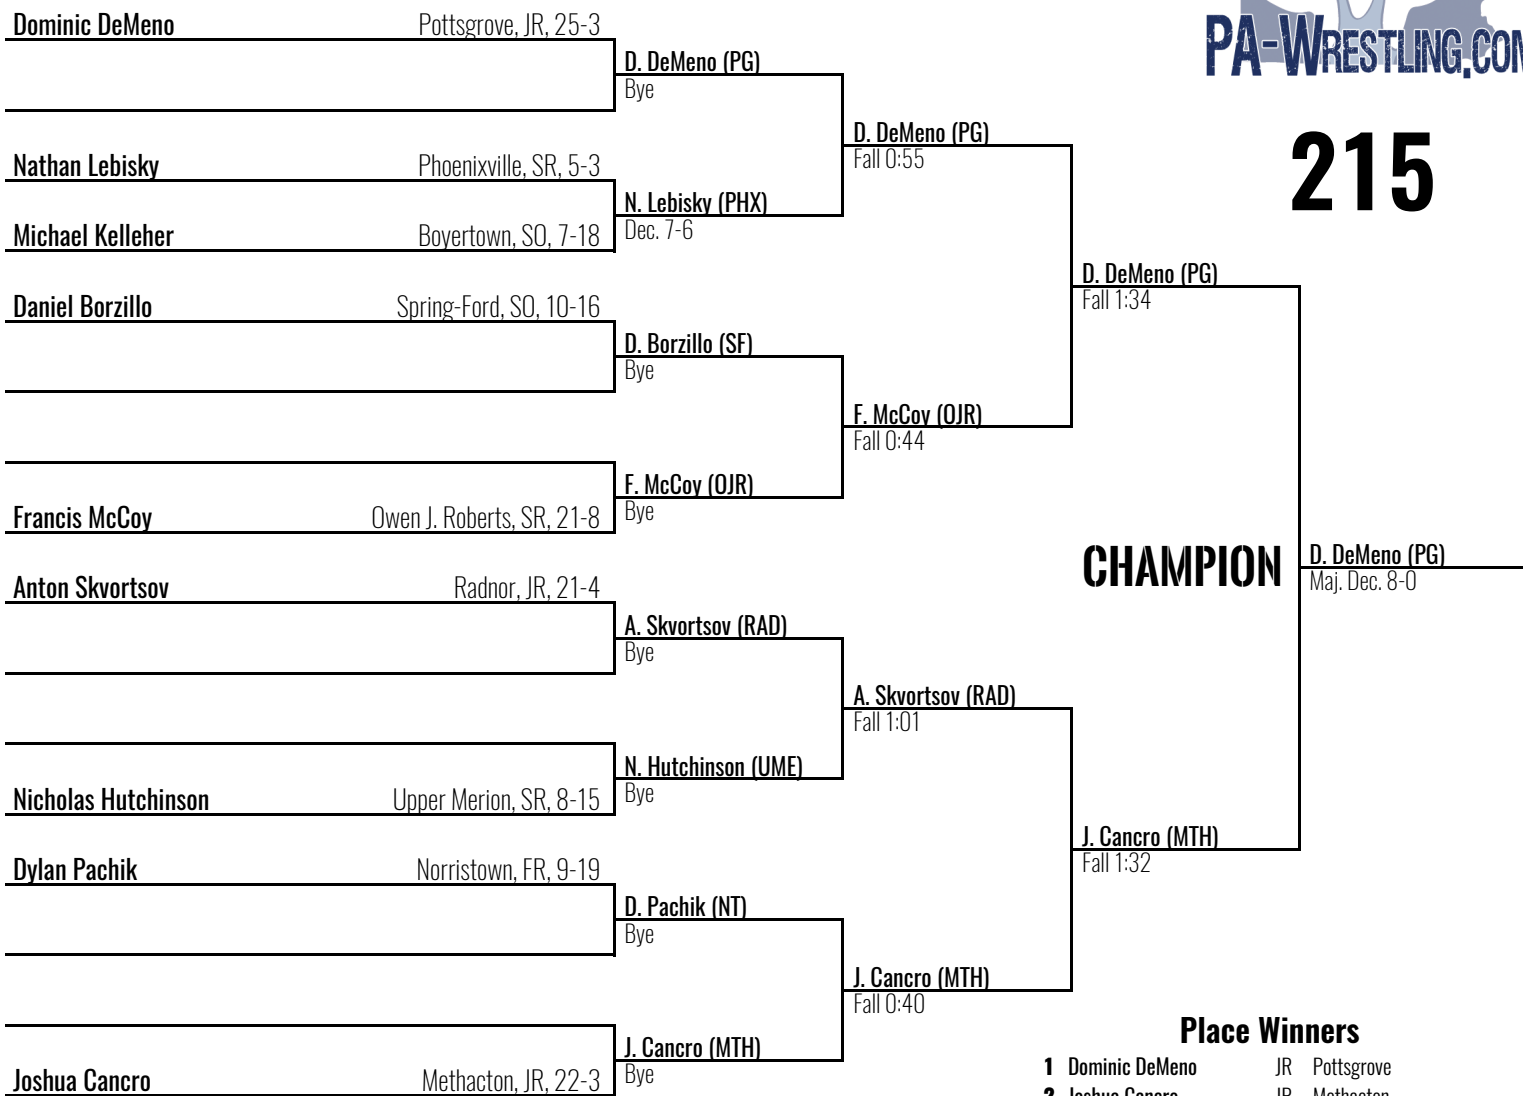 Dominic DeMeno Pottsgrove, JR, 25-3
D. DeMeno (PG)
Bye
PA-WRESTLING.COM
D. DeMeno (PG)
Fall 0:55
215
Nathan Lebisky Phoenixville, SR, 5-3
N. Lebisky (PHX)
Dec. 7-6
Michael Kelleher Boyertown, SO, 7-18
D. DeMeno (PG)
Fall 1:34
Daniel Borzillo Spring-Ford, SO, 10-16
D. Borzillo (SF)
Bye
F. McCoy (OJR)
Fall 0:44
F. McCoy (OJR)
Bye
Francis McCoy Owen J. Roberts, SR, 21-8
CHAMPION
D. DeMeno (PG)
Maj. Dec. 8-0
Anton Skvortsov Radnor, JR, 21-4
A. Skvortsov (RAD)
Bye
A. Skvortsov (RAD)
Fall 1:01
N. Hutchinson (UME)
Bye
Nicholas Hutchinson Upper Merion, SR, 8-15
J. Cancro (MTH)
Fall 1:32
Dylan Pachik Norristown, FR, 9-19
D. Pachik (NT)
Bye
J. Cancro (MTH)
Fall 0:40
J. Cancro (MTH)
Bye
Joshua Cancro Methacton, JR, 22-3
Place Winners
1 Dominic DeMeno JR Pottsgrove
2 Joshua Cancro JR Methacton